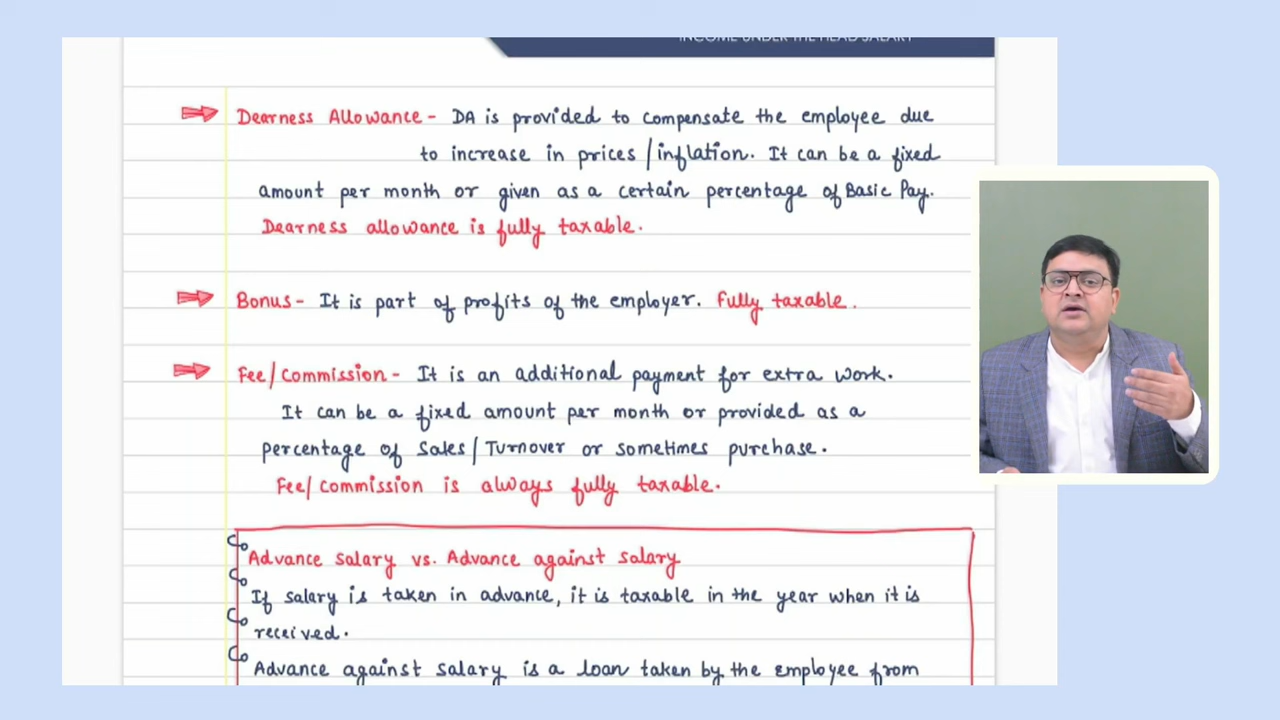 INCOME UNDER THE HEAD SALARY
Dearness Allowance - DA is provided to compensate the employee due
to increase in prices/inflation. It can be a fixed
amount per month or given as a certain percentage of Basic Pay.
Dearness allowance is fully taxable.
Bonus - It is part of profits of the employer. Fully taxable.
Fee/Commission - It is an additional payment for extra work.
It can be a fixed amount per month or provided as a
percentage of Sales/Turnover or sometimes purchase.
Fee/Commission is always fully taxable.
Advance salary vs. Advance against salary
If salary is taken in advance, it is taxable in the year when it is
received.
Advance against salary is a loan taken by the employee from